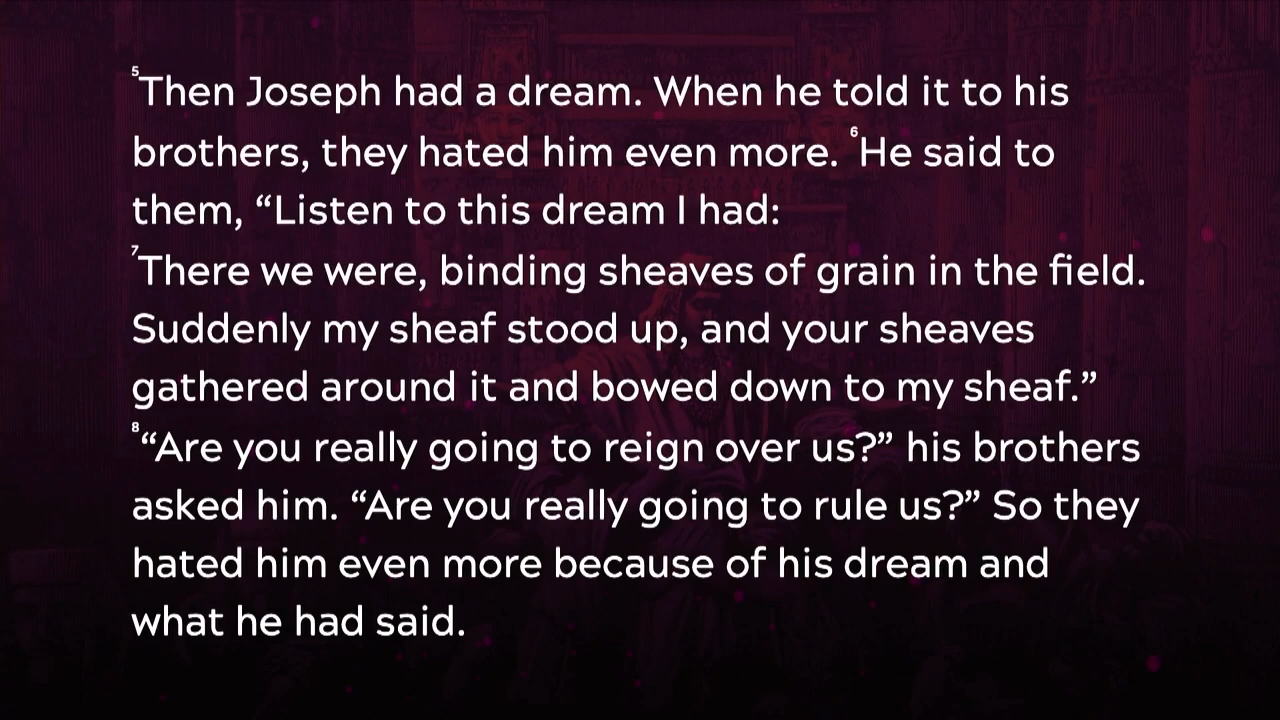 ⁵Then Joseph had a dream. When he told it to his
brothers, they hated him even more. ⁶He said to
them, “Listen to this dream I had:
⁷There we were, binding sheaves of grain in the field.
Suddenly my sheaf stood up, and your sheaves
gathered around it and bowed down to my sheaf.”
⁸“Are you really going to reign over us?” his brothers
asked him. “Are you really going to rule us?” So they
hated him even more because of his dream and
what he had said.